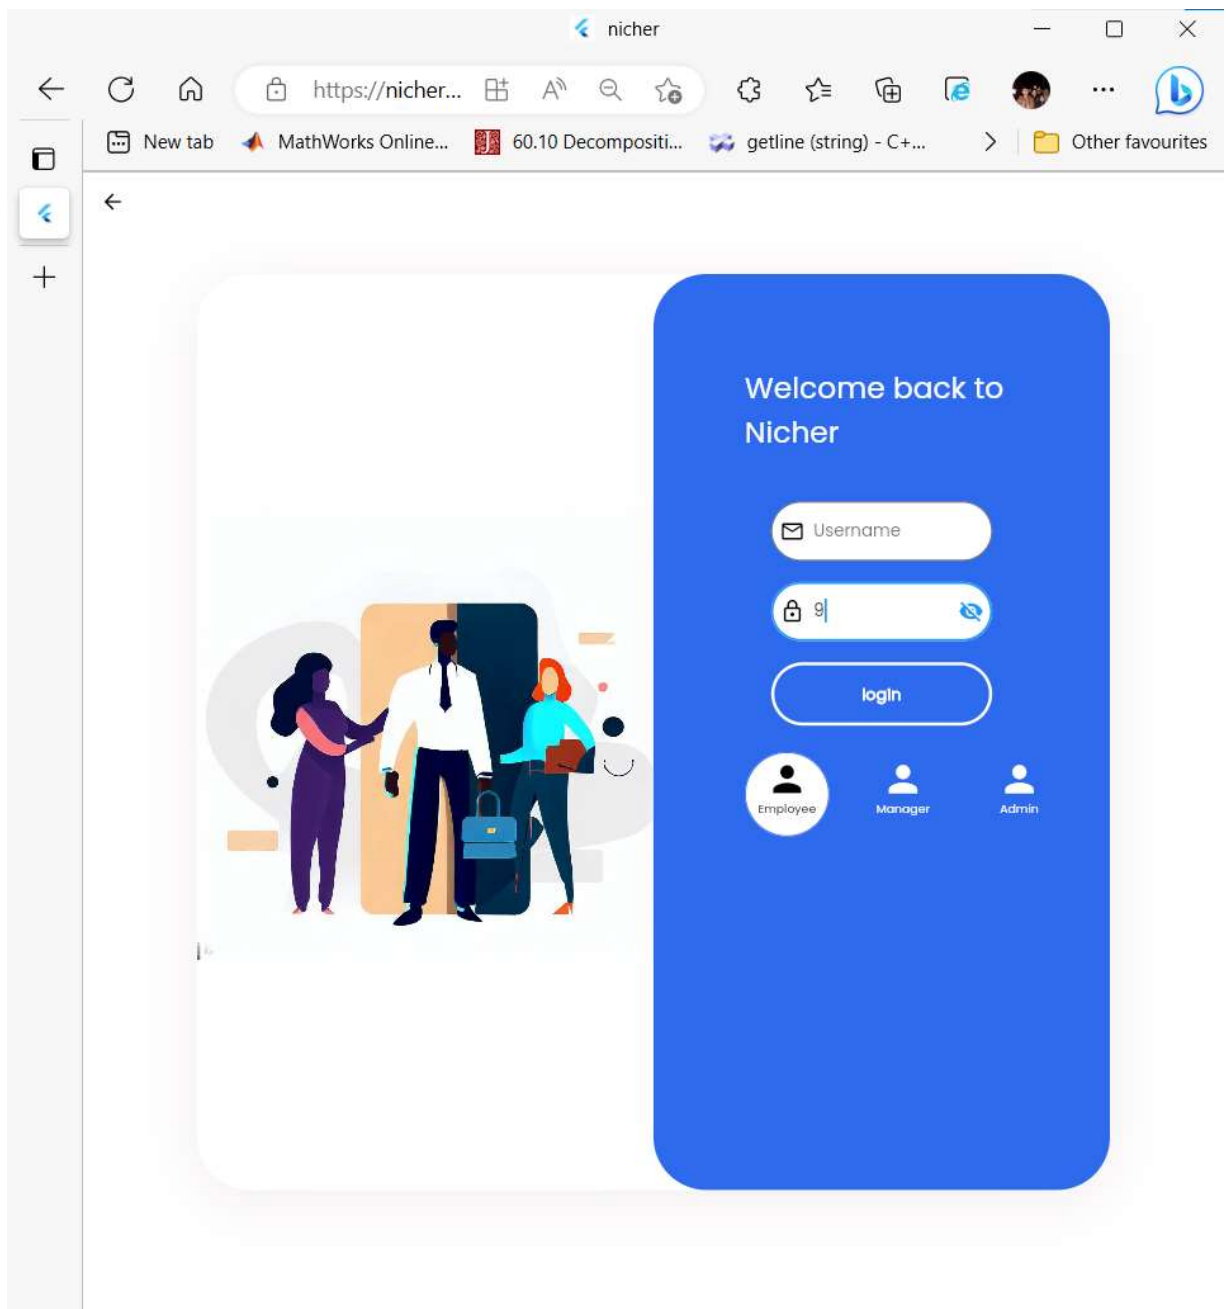 nicher
https://nicher...
New tab
MathWorks Online...
60.10 Decompositi...
getline (string) - C+...
Other favourites
Welcome back to
Nicher
Username
9
login
Employee
Manager
Admin